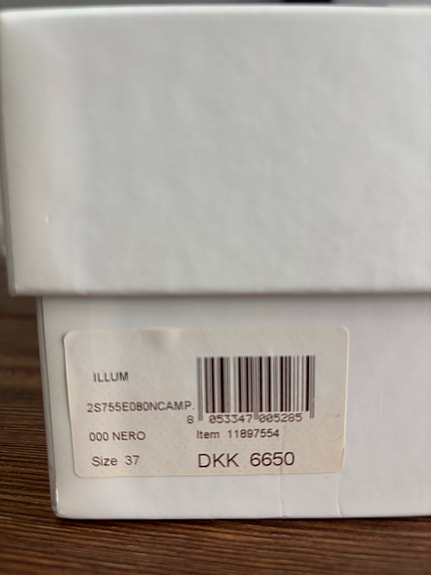 ILLUM
2S755E080NCAMP.
8 053347 005285
000 NERO
Item 11897554
Size 37
DKK 6650